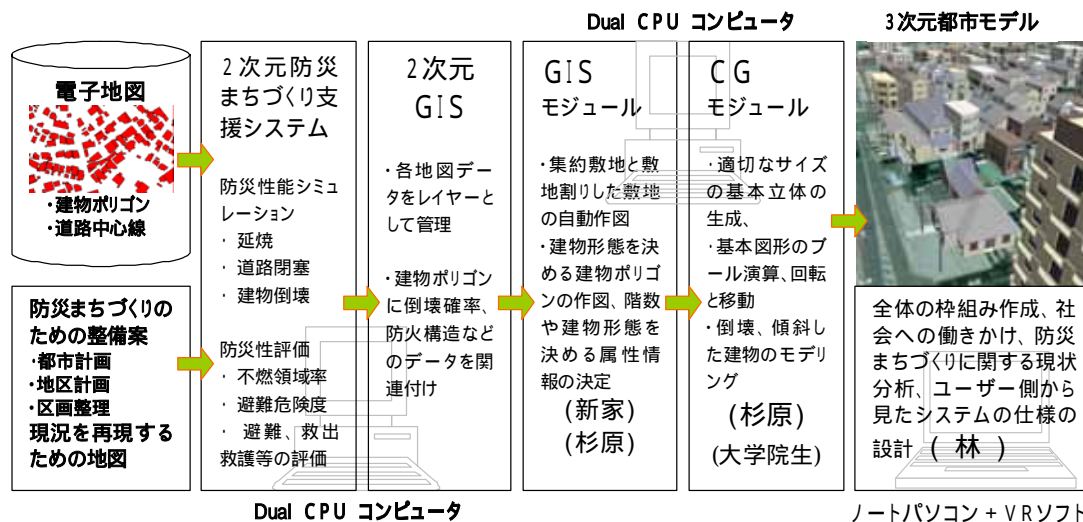 Dual CPU コンピュータ
3次元都市モデル
電子地図
・建物ポリゴン
・道路中心線
防災まちづくりの
ための整備案
・都市計画
・地区計画
・区画整理
現況を再現する
ための地図
2次元防災
まちづくり支
援システム
防災性能シミュ
レーション
・ 延焼
・ 道路閉塞
・ 建物倒壊
防災性評価
・ 不燃領域率
・ 避難危険度
・ 避難、救出
救護等の評価
2次元
GIS
・各地図デー
タをレイヤーと
して管理
・建物ポリゴン
に倒壊確率、
防火構造など
のデータを関
連付け
GIS
モジュール
・集約敷地と敷
地割りした敷地
の自動作図
・建物形態を決
める建物ポリゴ
ンの作図、階数
や建物形態を
決める属性情
報の決定
(新家)
(杉原)
CG
モジュール
・適切なサイズ
の基本立体の
生成、
・基本図形のブ
ール演算、回転
と移動
・倒壊、傾斜し
た建物のモデリ
ング
(杉原)
(大学院生)
全体の枠組み作成、社
会への働きかけ、防災
まちづくりに関する現状
分析、ユーザー側から
見たシステムの仕様の
設計 ( 林 )
Dual CPU コンピュータ
ノートパソコン + VRソフト